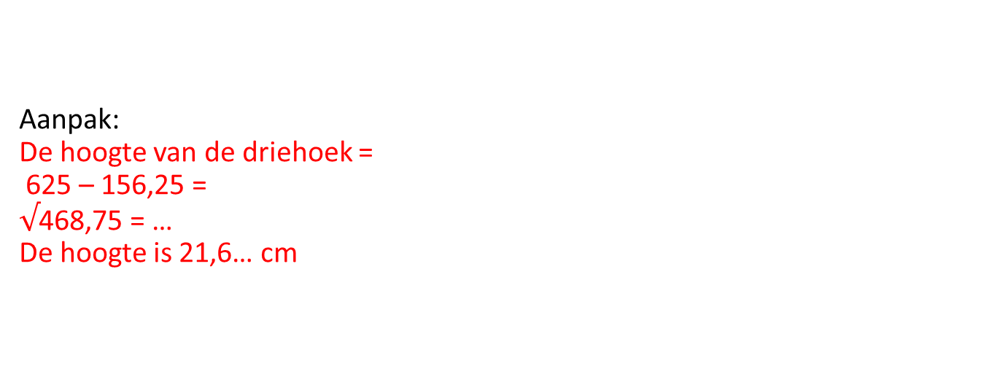 Aanpak:
De hoogte van de driehoek =
625 – 156,25 =
√468,75 = …
De hoogte is 21,6… cm